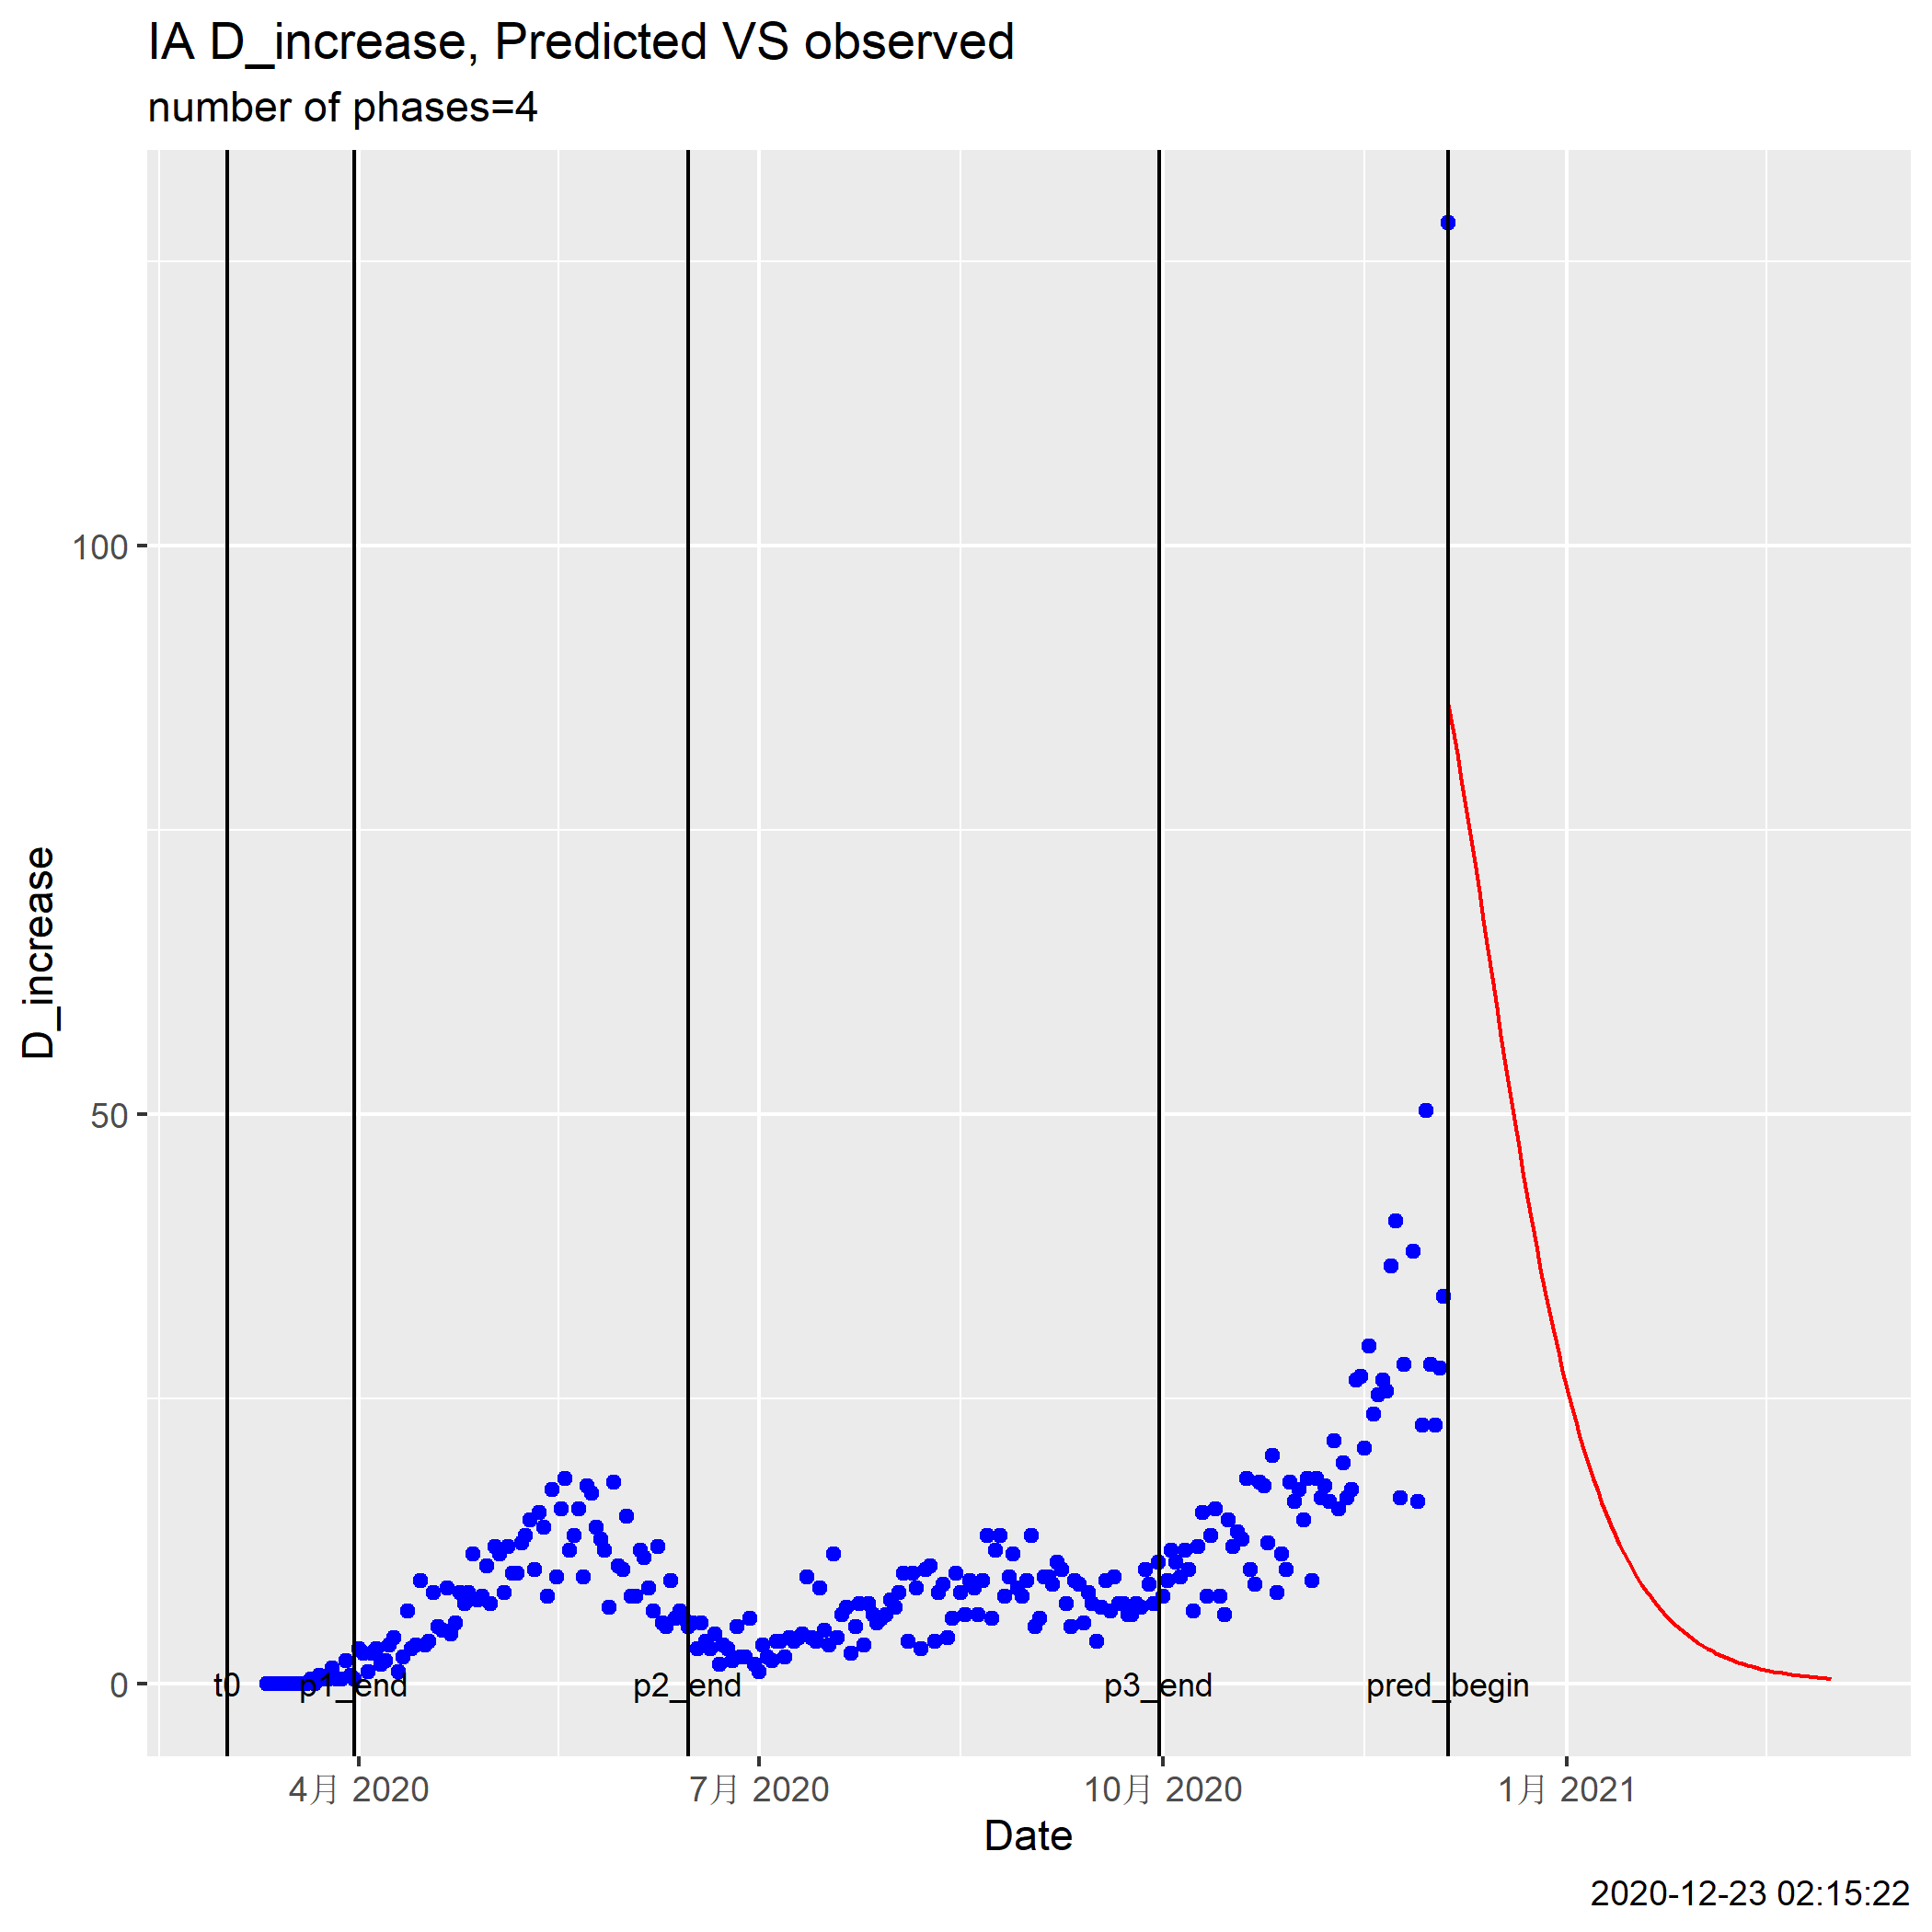 IA D_increase, Predicted VS observed
number of phases=4
D_increase
100
50
0
t0
p1_end
p2_end
p3_end
pred_begin
4月 2020
7月 2020
10月 2020
1月 2021
Date
2020-12-23 02:15:22